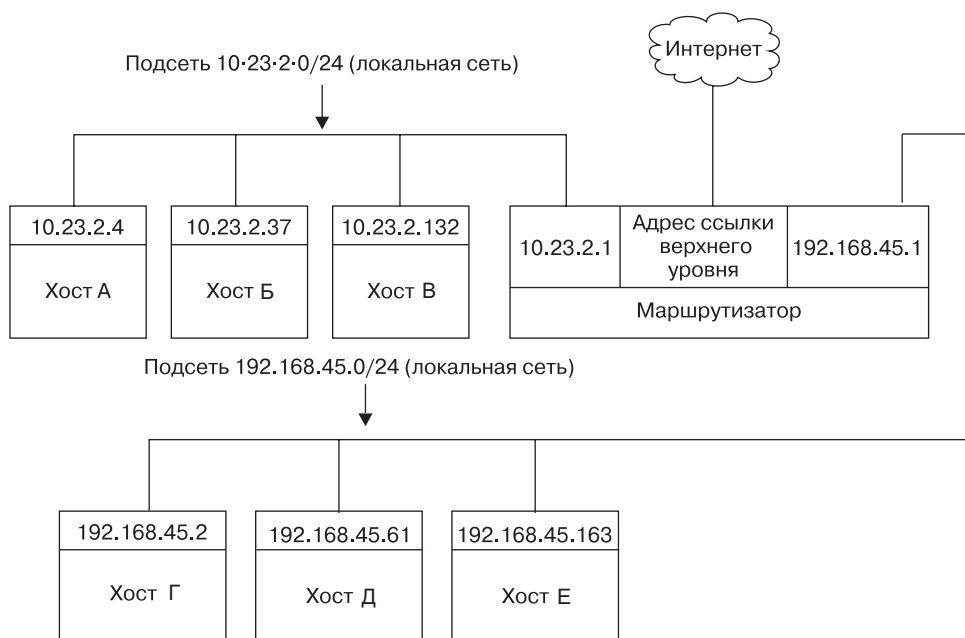 Интернет
Подсеть 10·23·2·0/24 (локальная сеть)
10.23.2.4
Хост А
10.23.2.37
Хост Б
10.23.2.132
Хост В
10.23.2.1
Адрес ссылки
верхнего
уровня
192.168.45.1
Маршрутизатор
Подсеть 192.168.45.0/24 (локальная сеть)
192.168.45.2
Хост Г
192.168.45.61
Хост Д
192.168.45.163
Хост Е